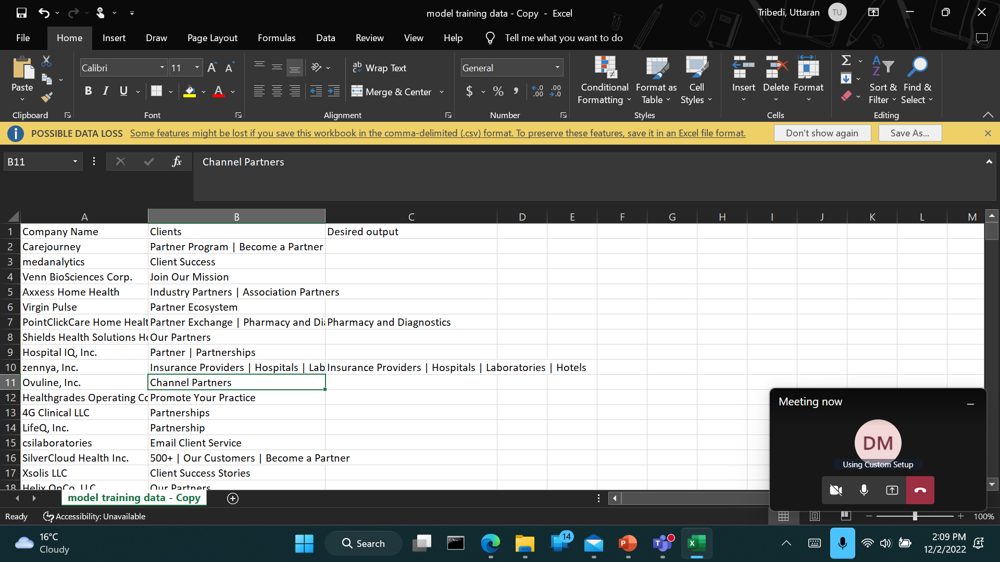 model training data - Copy - Excel
Tribedi, Uttaran TU
File Home Insert Draw Page Layout Formulas Data Review View Help Tell me what you want to do
Paste
Clipboard
Calibri 11
B I U
Font
Wrap Text
Merge & Center
Alignment
General
$ % ,
Number
Conditional Formatting
Format as Table
Cell Styles
Styles
Insert Delete Format
Cells
Sort & Filter
Find & Select
Editing
POSSIBLE DATA LOSS Some features might be lost if you save this workbook in the comma-delimited (.csv) format. To preserve these features, save it in an Excel file format. Don't show again Save As...
B11 fx Channel Partners
A B C D E F G H I J K L M
1 Company Name Clients Desired output
2 Carejourney Partner Program | Become a Partner
3 medanalytics Client Success
4 Venn BioSciences Corp. Join Our Mission
5 Axxess Home Health Industry Partners | Association Partners
6 Virgin Pulse Partner Ecosystem
7 PointClickCare Home Healt Partner Exchange | Pharmacy and Di Pharmacy and Diagnostics
8 Shields Health Solutions H Our Partners
9 Hospital IQ, Inc. Partner | Partnerships
10 zennya, Inc. Insurance Providers | Hospitals | Lab Insurance Providers | Hospitals | Laboratories | Hotels
11 Ovuline, Inc. Channel Partners
12 Healthgrades Operating C Promote Your Practice
13 4G Clinical LLC Partnerships
14 LifeQ, Inc. Partnership
15 csilaboratories Email Client Service
16 SilverCloud Health Inc. 500+ | Our Customers | Become a Partner
17 Xsolis LLC Client Success Stories
18 Helix OpCo, LLC Our Partners
Meeting now
DM
Using Custom Setup
model training data - Copy
Ready Accessibility: Unavailable 100%
16°C
Cloudy
Search
14
2:09 PM
12/2/2022